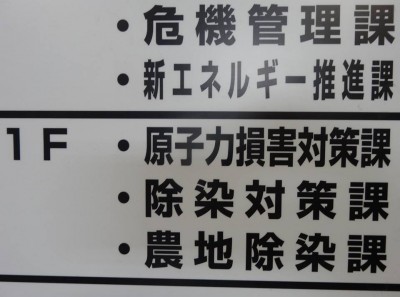 ・危機管理課
・新エネルギー推進課
1F ・原子力損害対策課
・除染対策課
・農地除染課